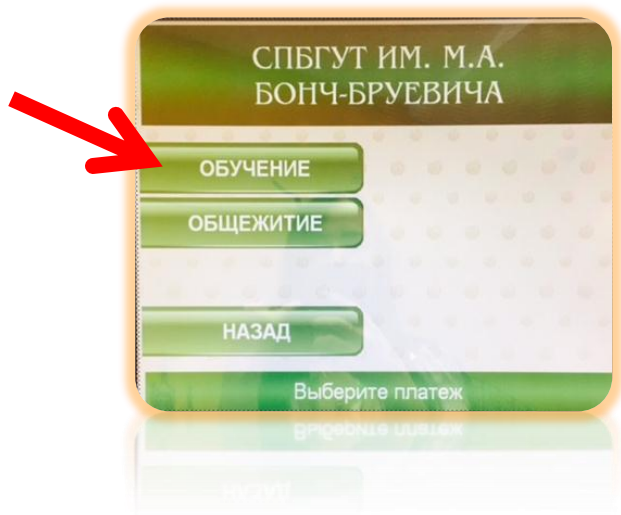 СПБГУТ ИМ. М.А.
БОНЧ-БРУЕВИЧА
ОБУЧЕНИЕ
ОБЩЕЖИТИЕ
НАЗАД
Выберите платеж